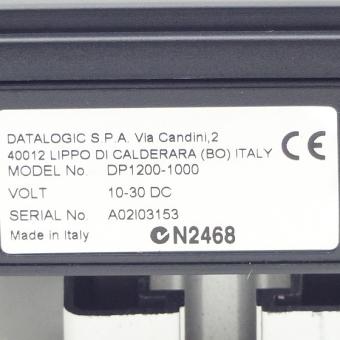 DATALOGIC S P.A. Via Candini,2
40012 LIPPO DI CALDERARA (BO) ITALY
MODEL No. DP1200-1000
VOLT 10-30 DC
SERIAL No. A02I03153
Made in Italy
CE
N2468